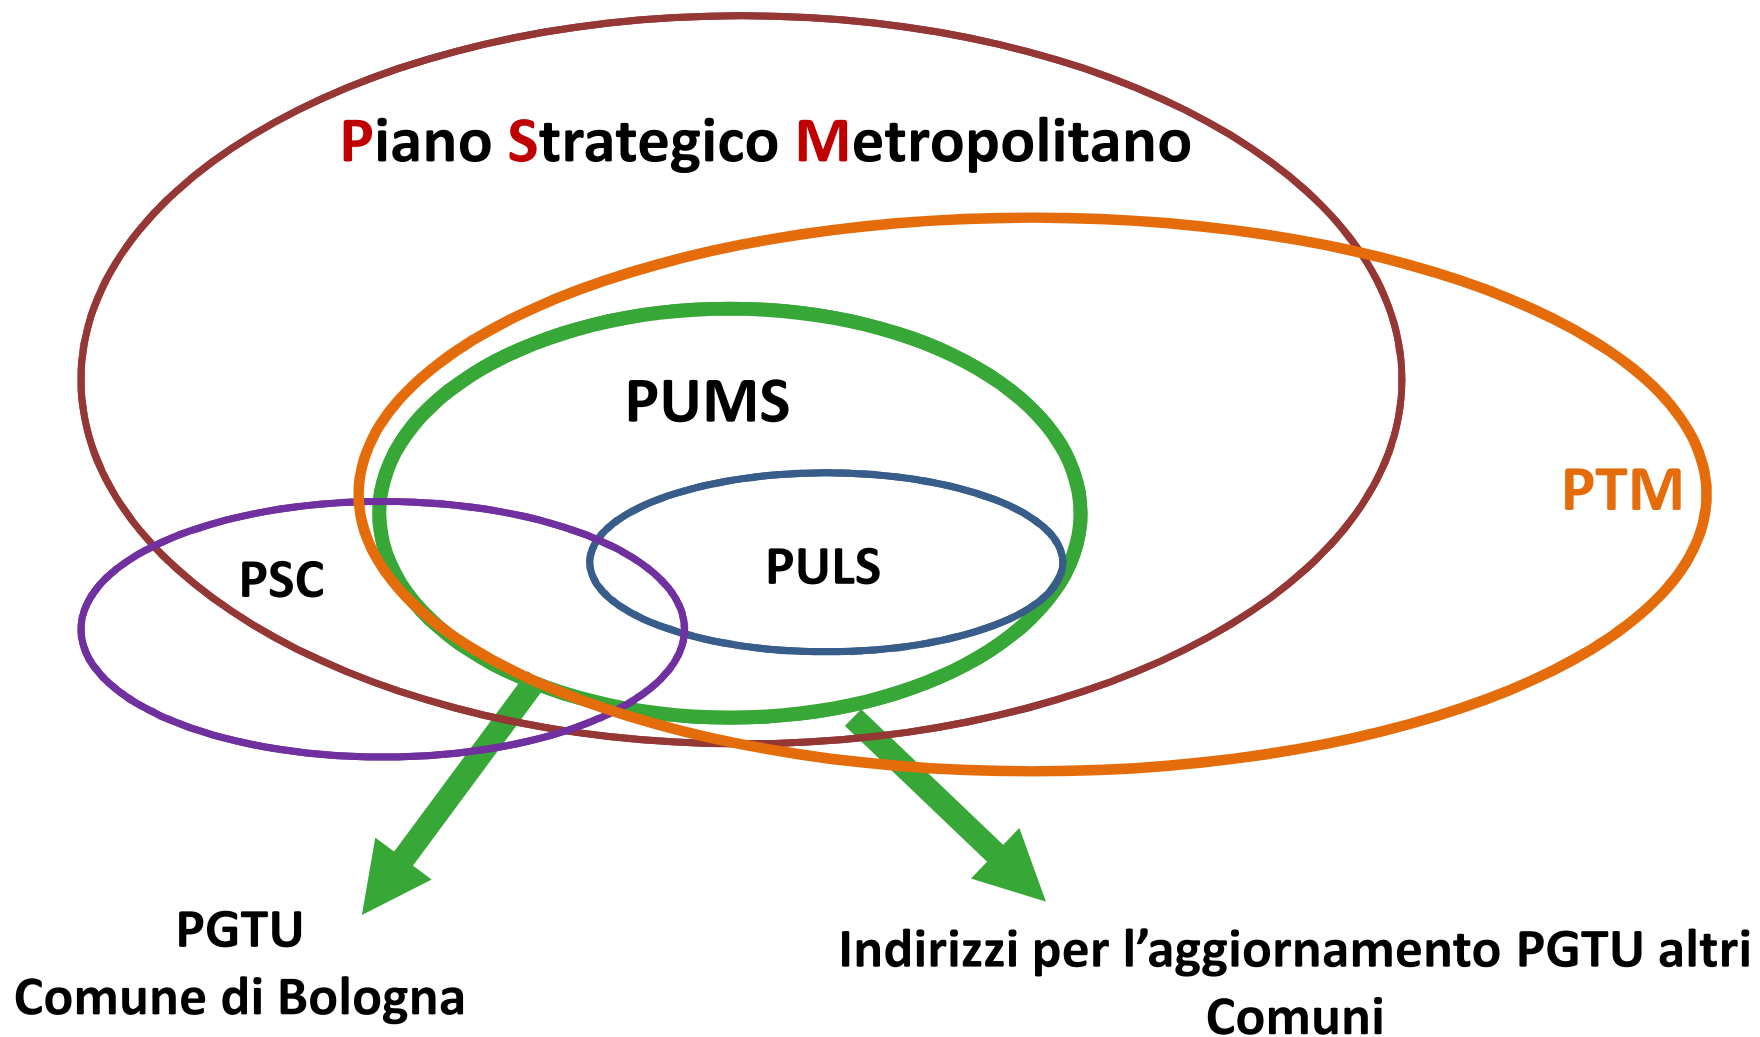 Piano Strategico Metropolitano
PUMS
PTM
PSC
PULS
PGTU
Comune di Bologna
Indirizzi per l’aggiornamento PGTU altri
Comuni